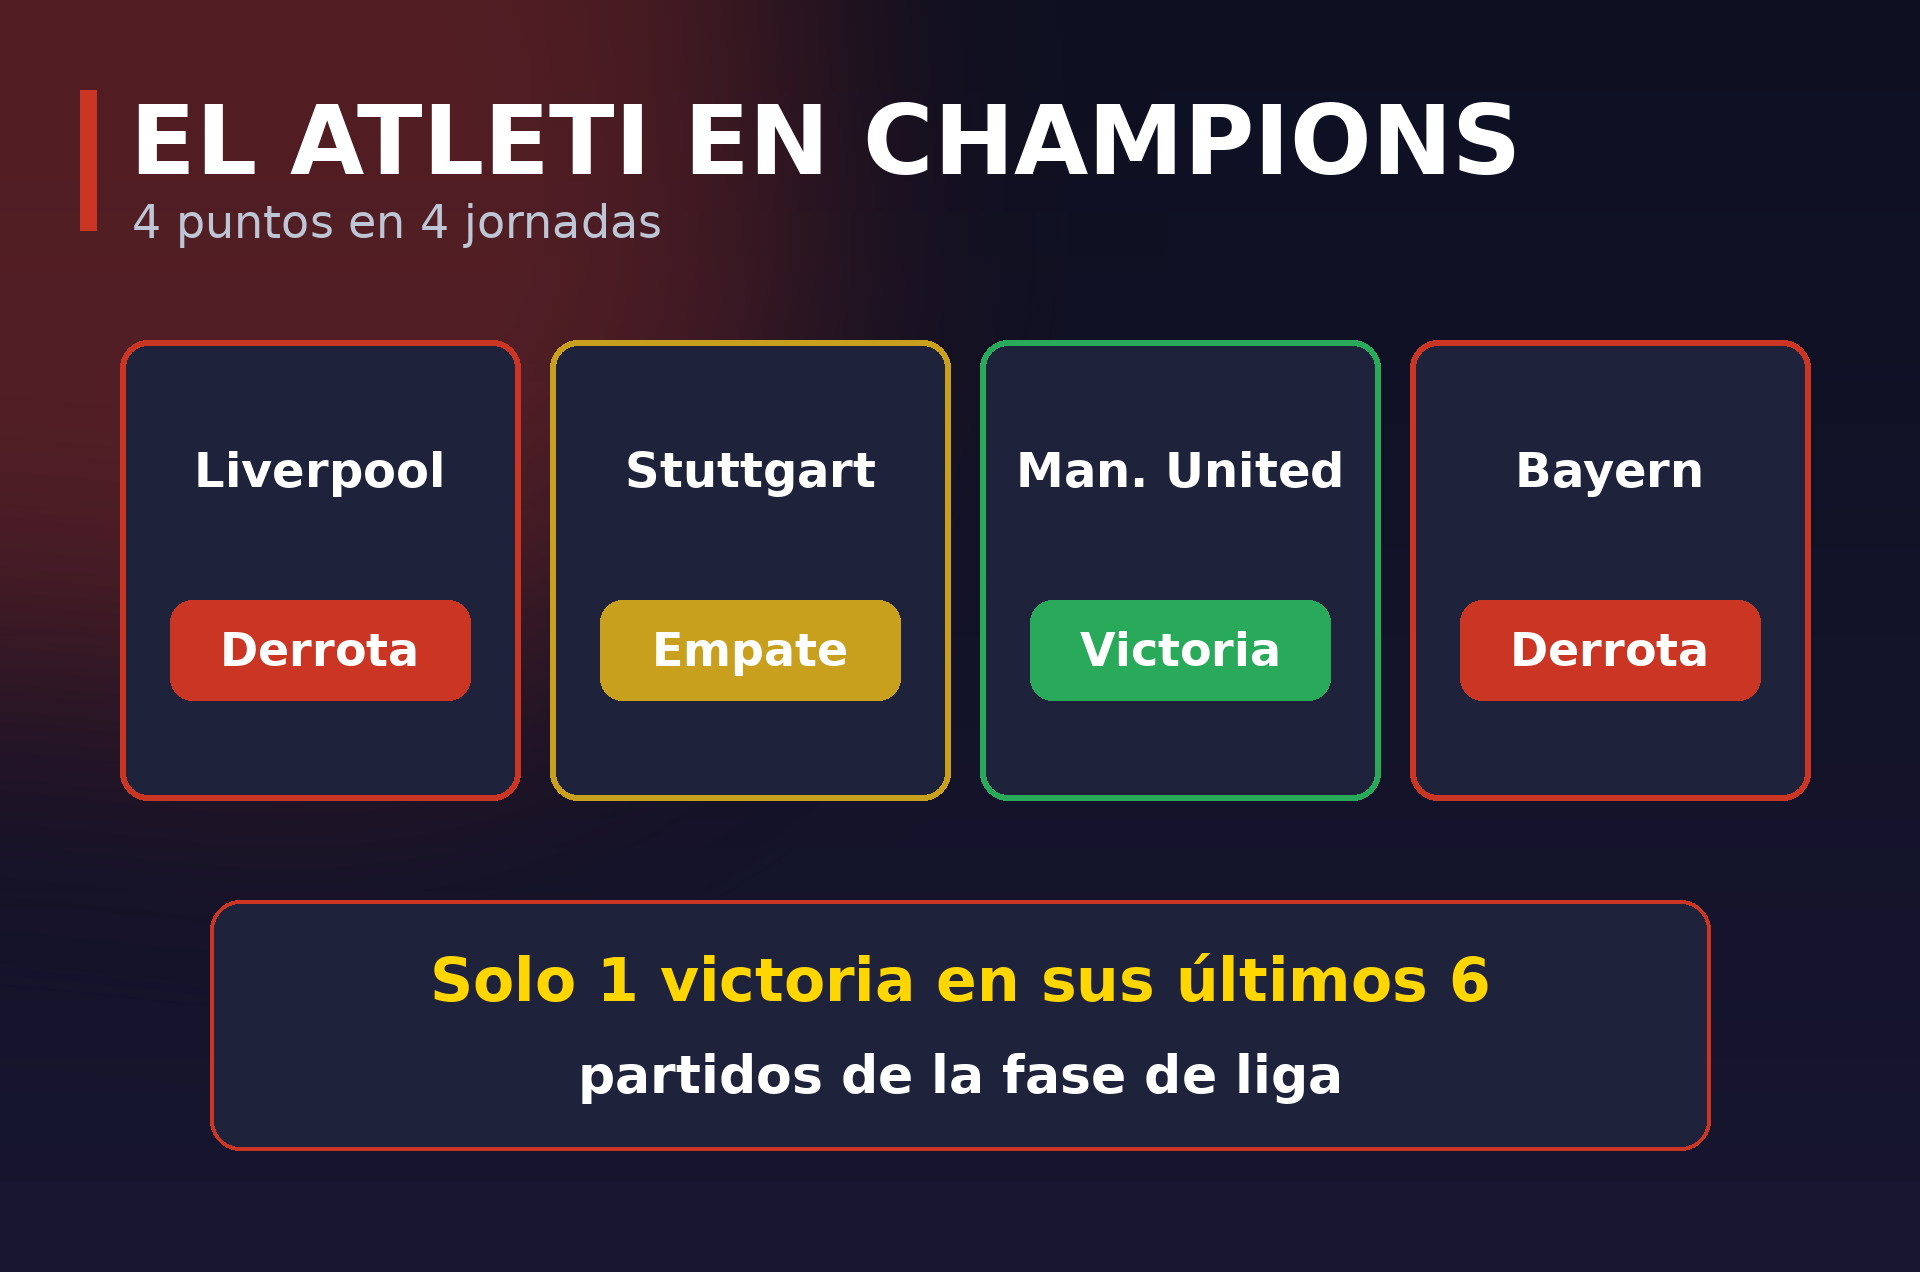 EL ATLETI EN CHAMPIONS
4 puntos en 4 jornadas
Liverpool
Derrota
Stuttgart
Empate
Man. United
Victoria
Bayern
Derrota
Solo 1 victoria en sus últimos 6
partidos de la fase de liga